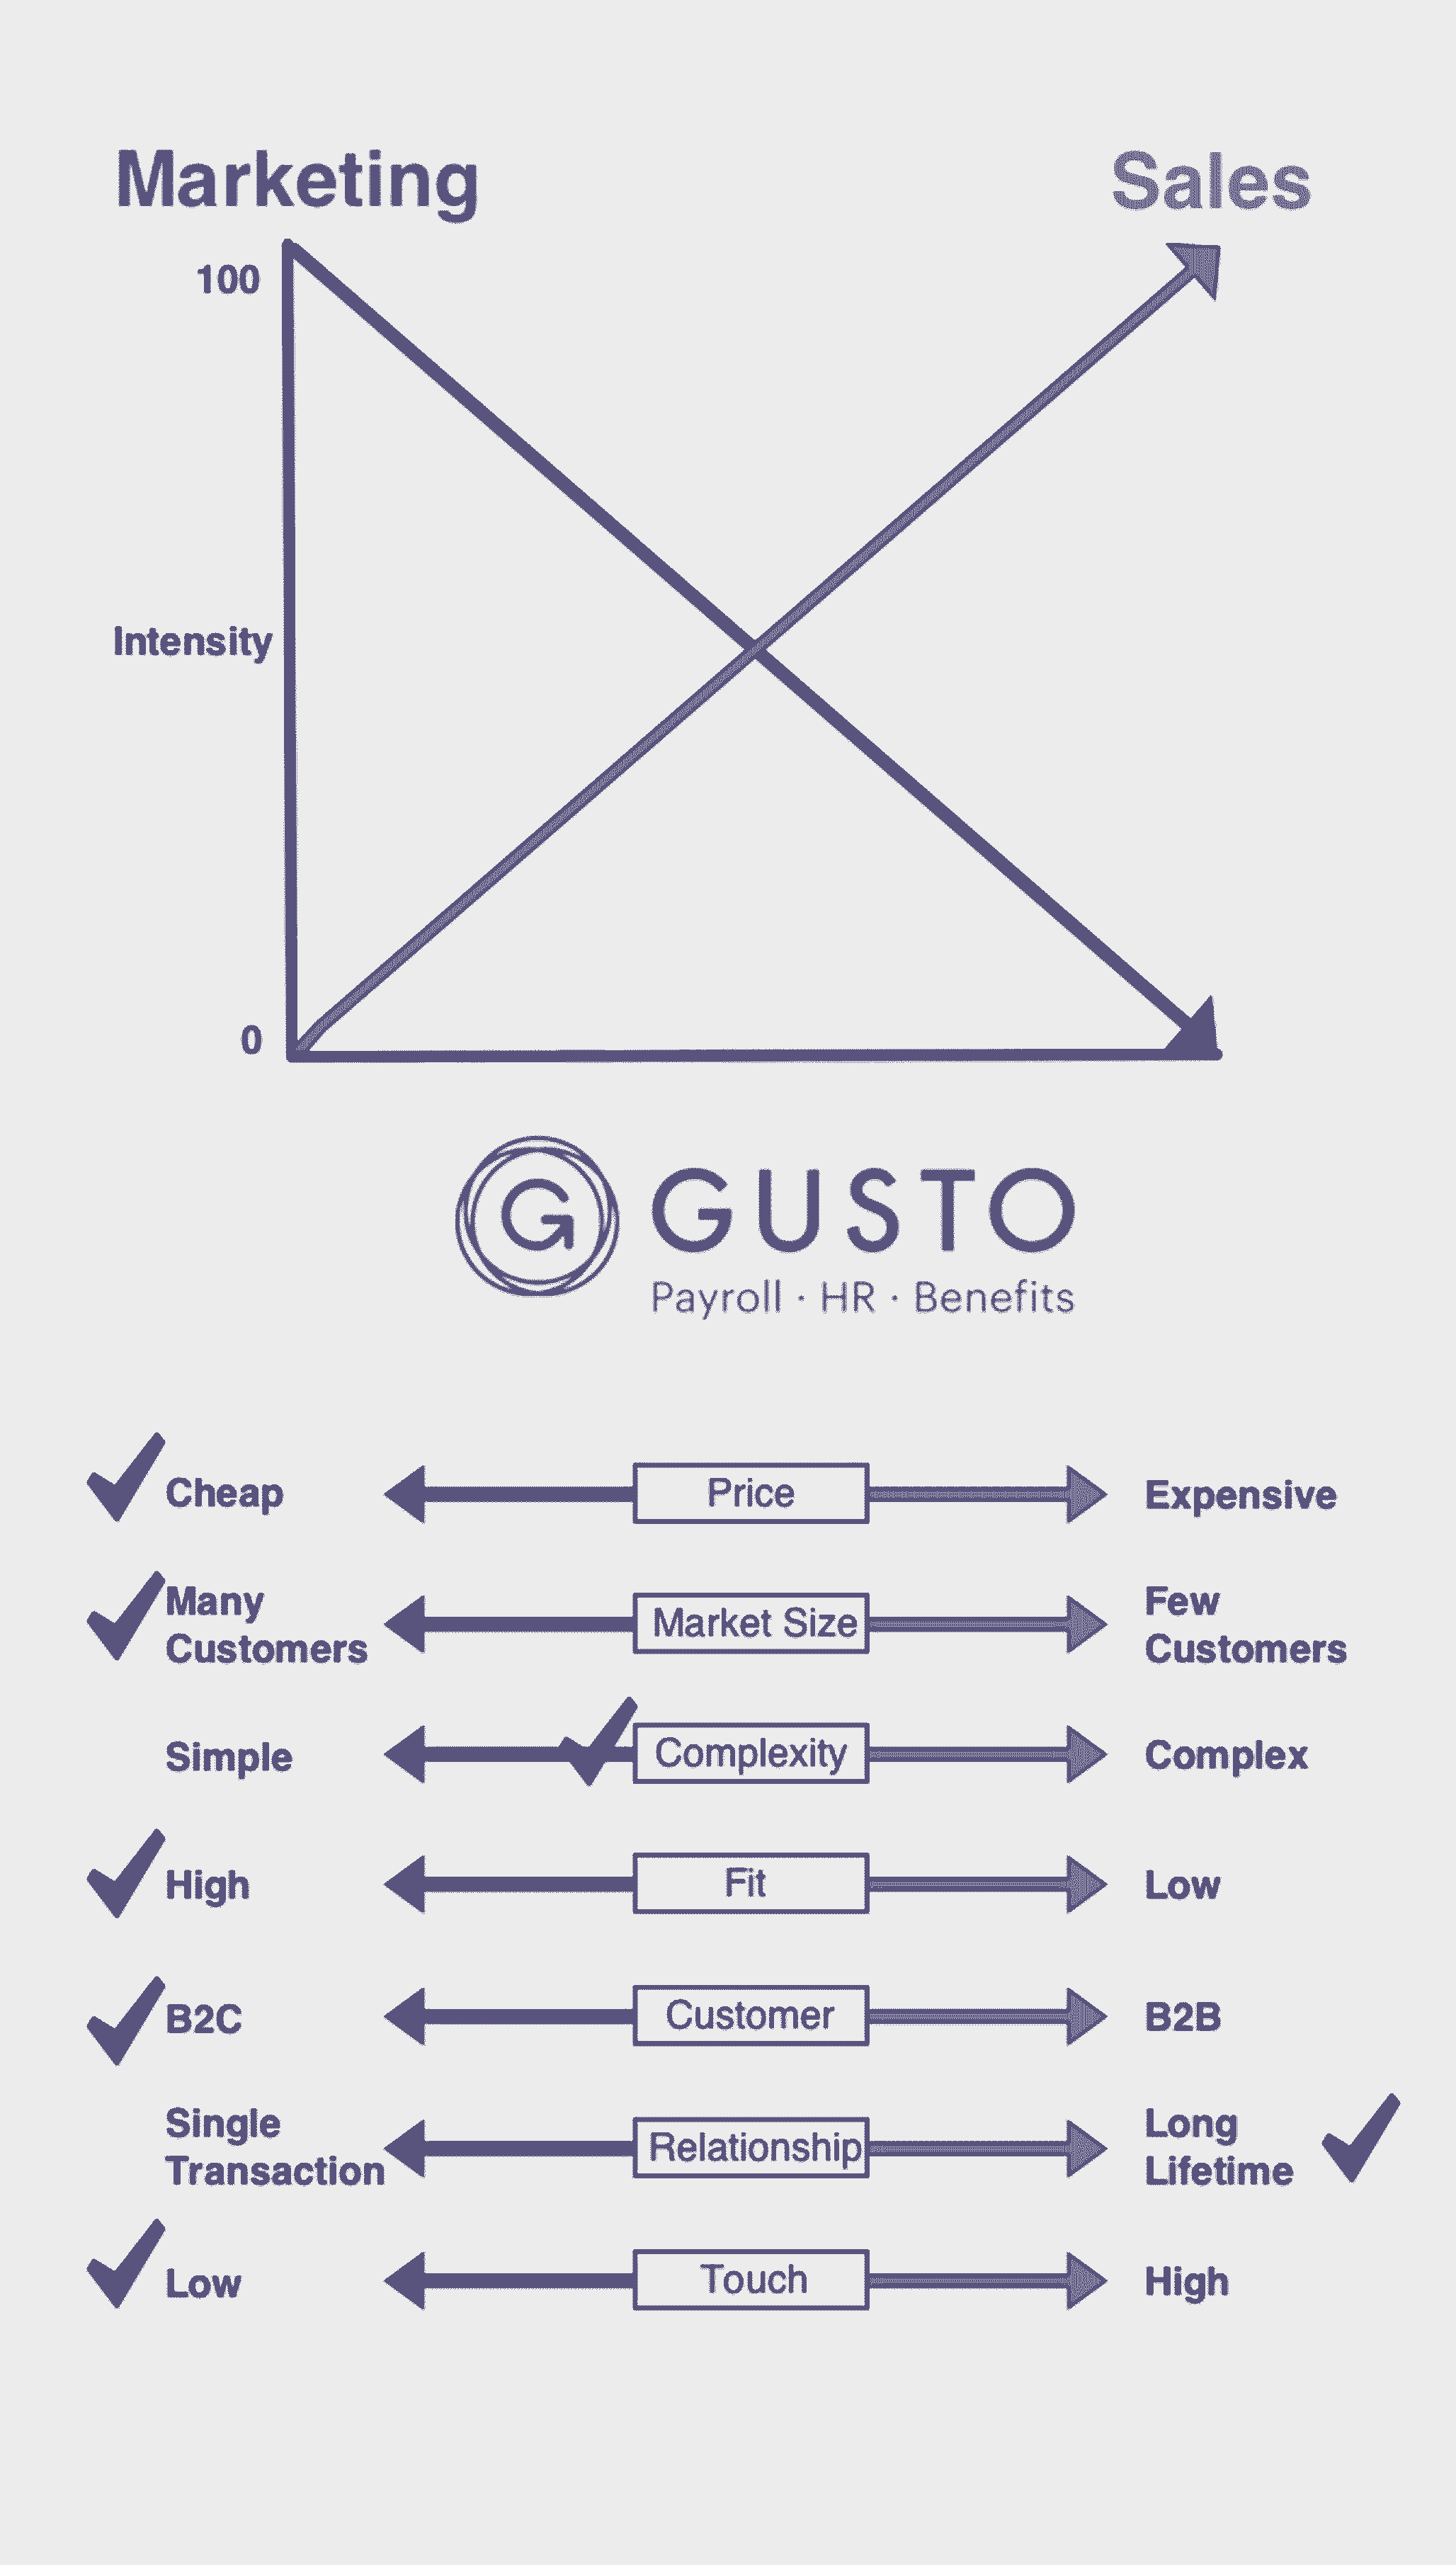 Marketing
Sales
100
Intensity
0
G GUSTO
Payroll · HR · Benefits
Cheap
Price
Expensive
Many
Customers
Market Size
Few
Customers
Simple
Complexity
Complex
High
Fit
Low
B2C
Customer
B2B
Single
Transaction
Relationship
Long
Lifetime
Low
Touch
High